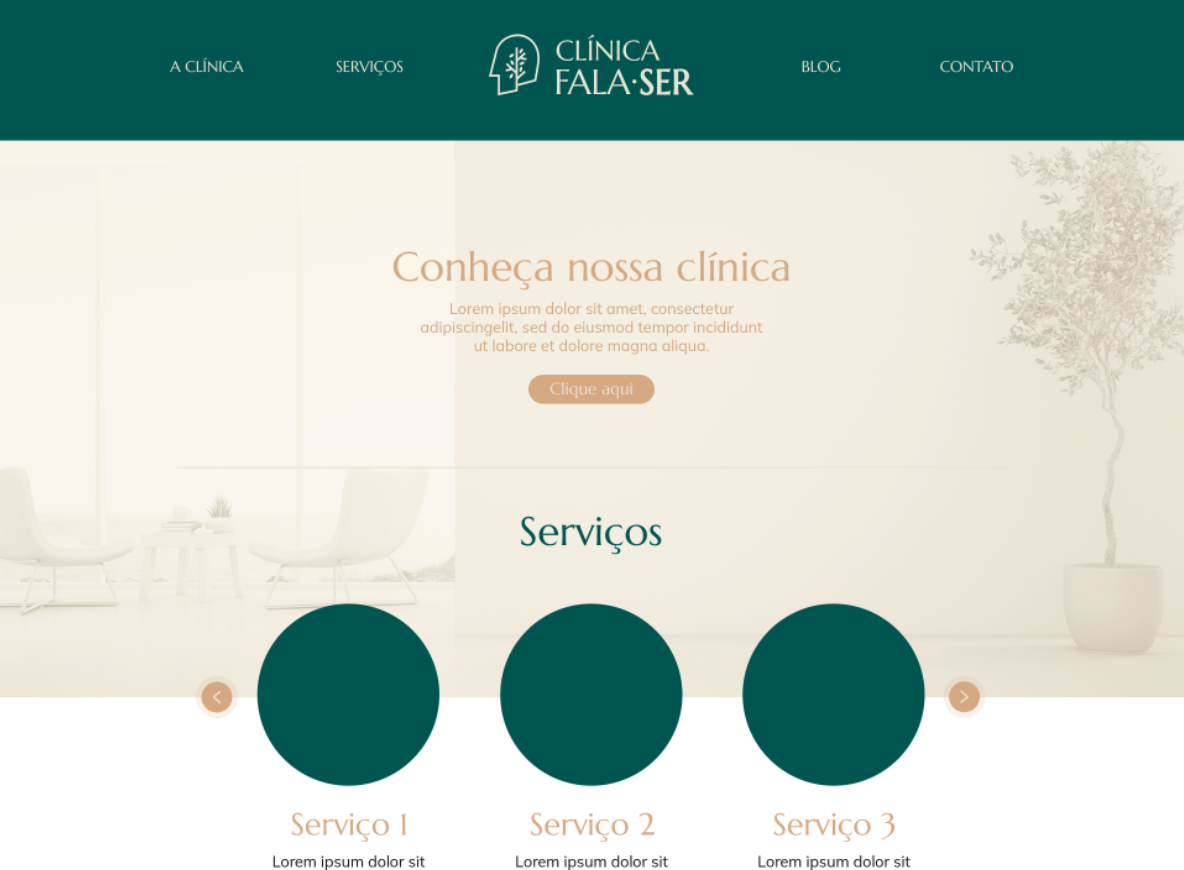 A CLÍNICA
SERVIÇOS
CLÍNICA
FALA·SER
BLOG
CONTATO
Conheça nossa clínica
Lorem ipsum dolor sit amet, consectetur
adipiscingelit, sed do eiusmod tempor incididunt
ut labore et dolore magna aliqua.
Clique aqui
Serviços
Serviço 1
Serviço 2
Serviço 3
Lorem ipsum dolor sit
Lorem ipsum dolor sit
Lorem ipsum dolor sit